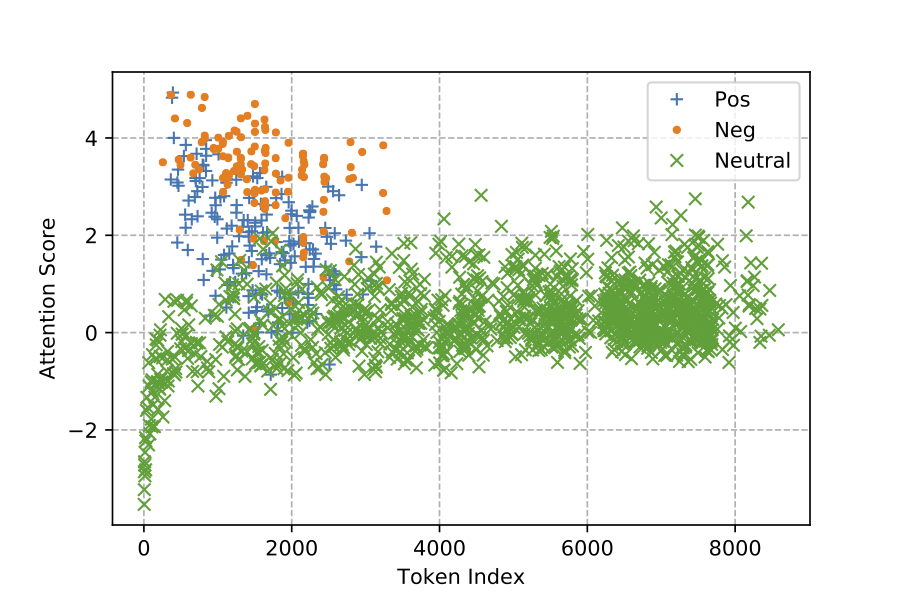 Pos
Neg
Neutral
4
2
0
−2
Attention Score
0
2000
4000
6000
8000
Token Index